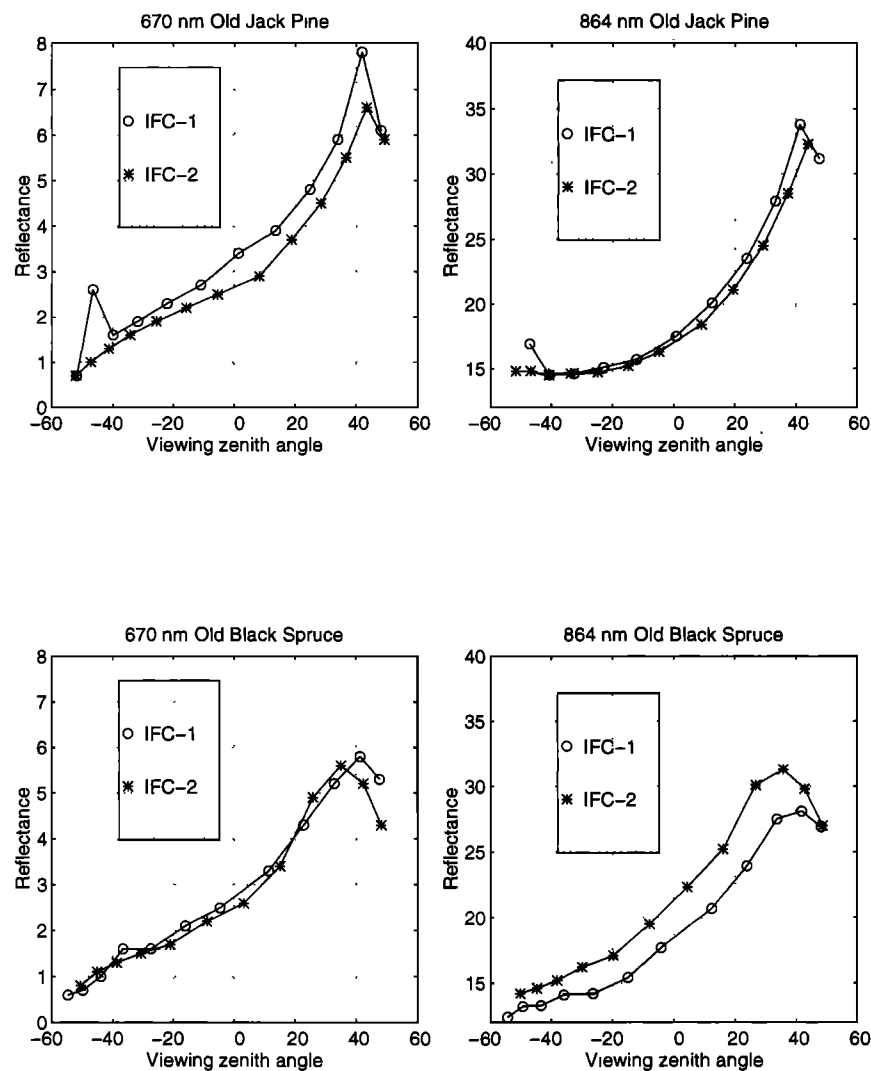 670 nm Old Jack Pine
8
7
6
5
4
3
2
1
0
Reflectance
IFC-1
IFC-2
-60 -40 -20 0 20 40 60
Viewing zenith angle
864 nm Old Jack Pine
40
35
30
25
20
15
Reflectance
IFC-1
IFC-2
-60 -40 -20 0 20 40 60
Viewing zenith angle
670 nm Old Black Spruce
8
7
6
5
4
3
2
1
0
Reflectance
IFC-1
IFC-2
-60 -40 -20 0 20 40 60
Viewing zenith angle
864 nm Old Black Spruce
40
35
30
25
20
15
Reflectance
IFC-1
IFC-2
-60 -40 -20 0 20 40 60
Viewing zenith angle